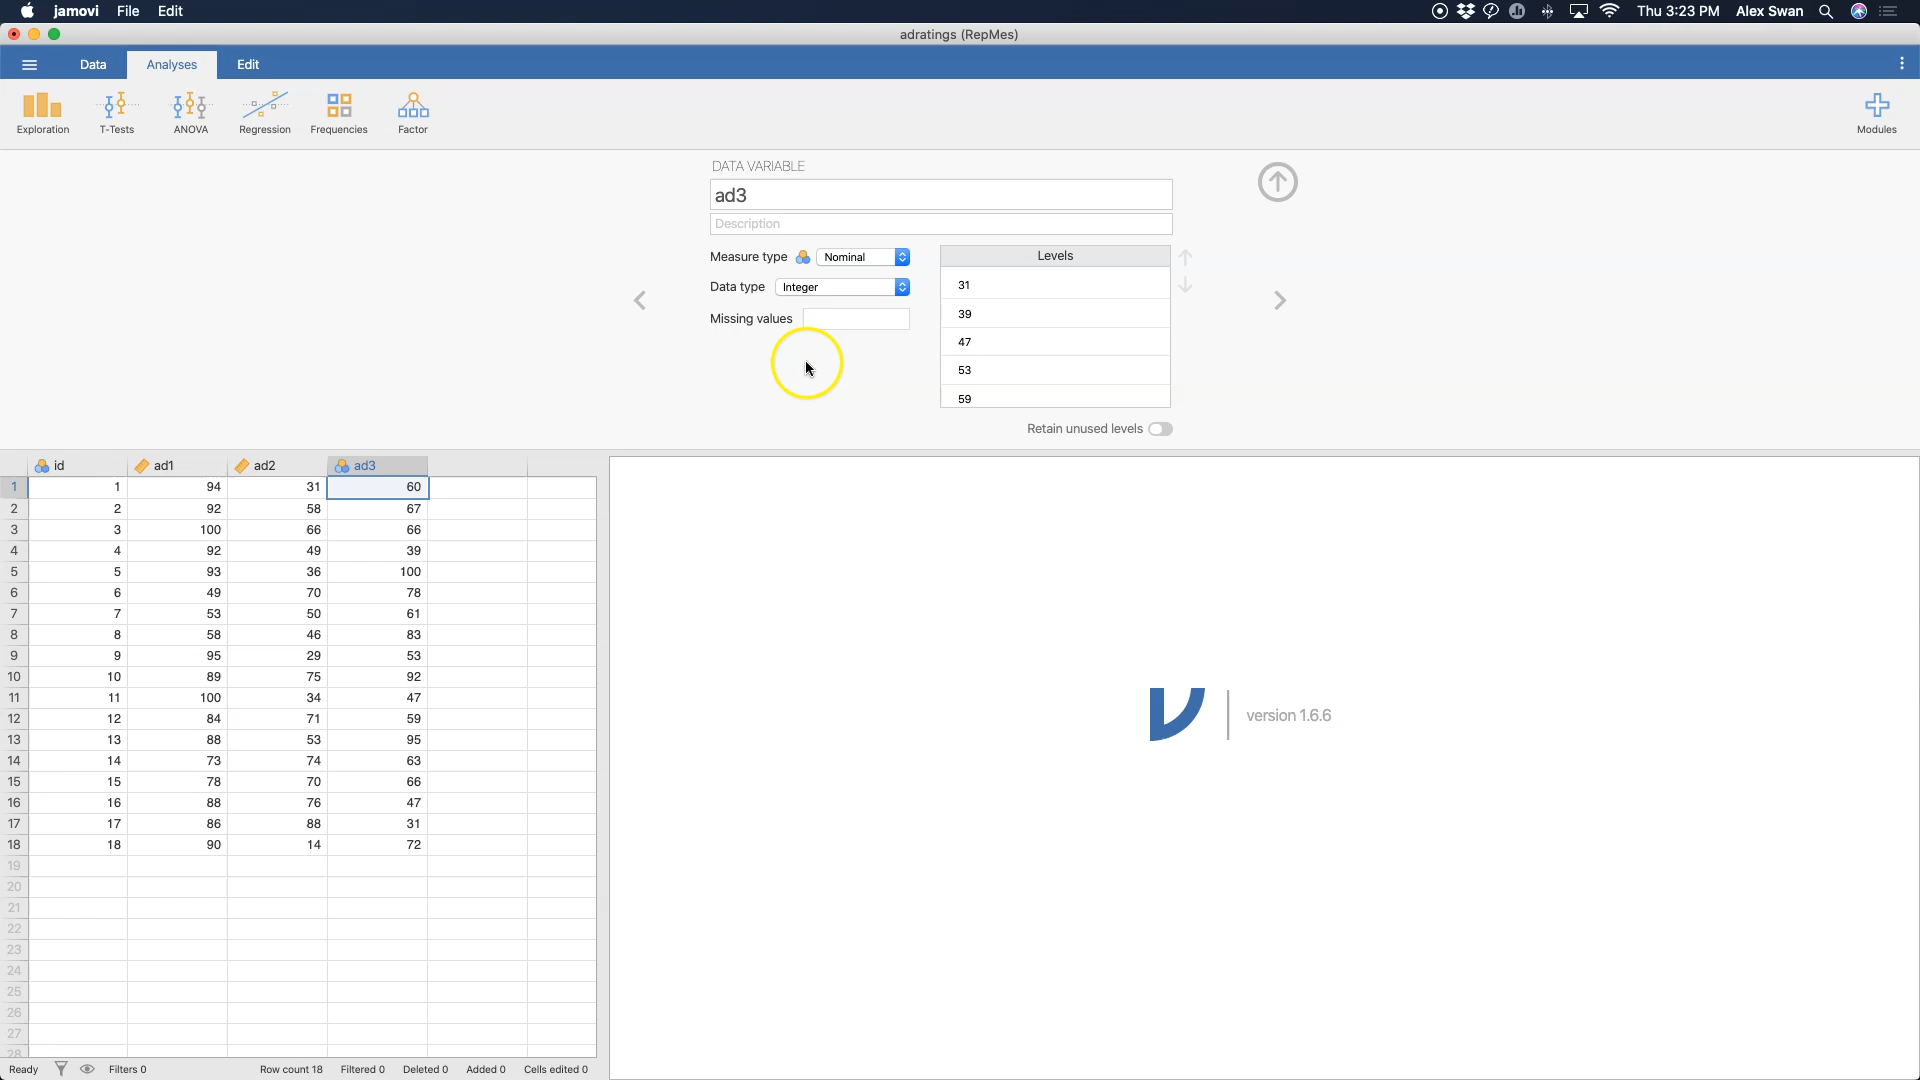 jamovi File Edit Thu 3:23 PM Alex Swan
adratings (RepMes)
Data Analyses Edit
Exploration T-Tests ANOVA Regression Frequencies Factor Modules
DATA VARIABLE
ad3
Description
Measure type Nominal
Data type Integer
Missing values
Levels
31
39
47
53
59
Retain unused levels
id ad1 ad2 ad3
1 1 94 31 60
2 2 92 58 67
3 3 100 66 66
4 4 92 49 39
5 5 93 36 100
6 6 49 70 78
7 7 53 50 61
8 8 58 46 83
9 9 95 29 53
10 10 89 75 92
11 11 100 34 47
12 12 84 71 59
13 13 88 53 95
14 14 73 74 63
15 15 78 70 66
16 16 88 76 47
17 17 86 88 31
18 18 90 14 72
19
20
21
22
23
24
25
26
27
28
version 1.6.6
Ready Filters 0 Row count 18 Filtered 0 Deleted 0 Added 0 Cells edited 0